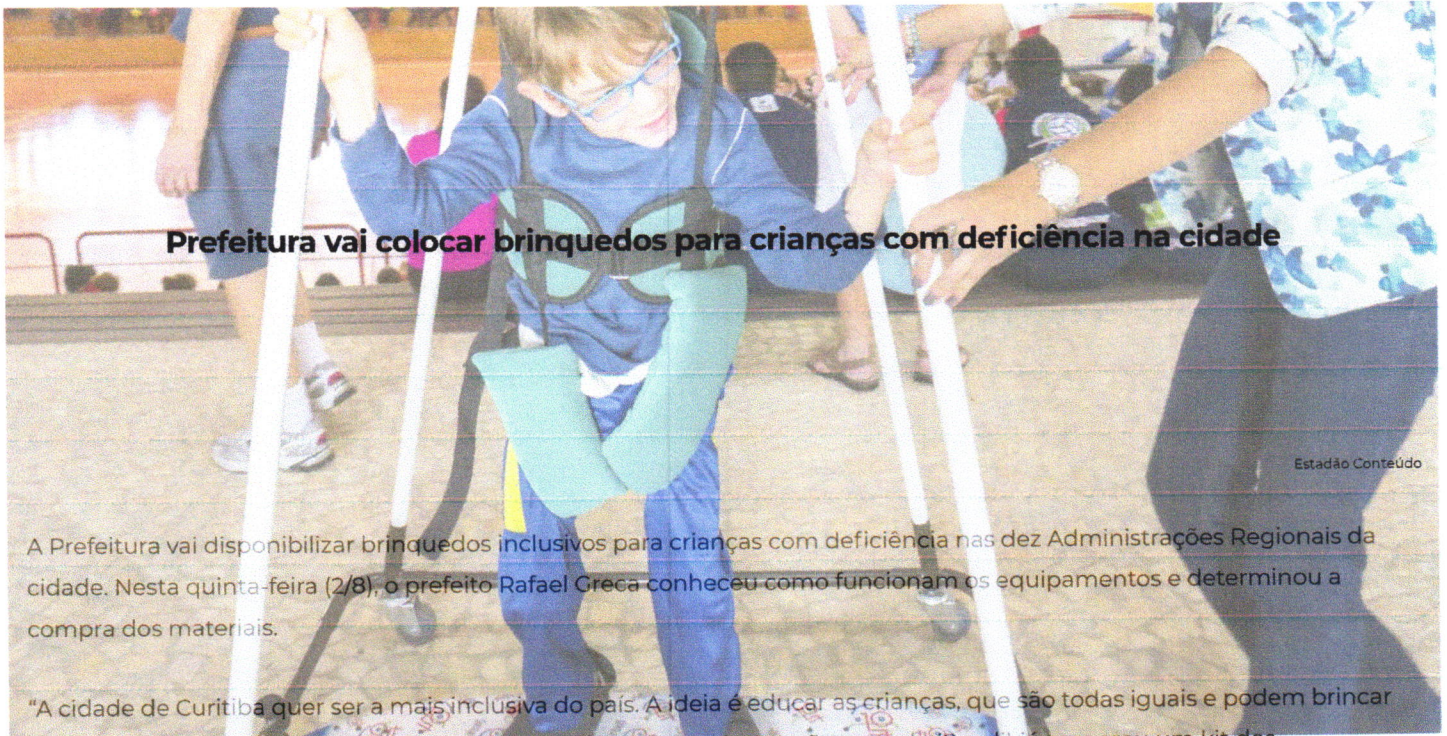 Prefeitura vai colocar brinquedos para crianças com deficiência na cidade
Estadão Conteúdo
A Prefeitura vai disponibilizar brinquedos inclusivos para crianças com deficiência nas dez Administrações Regionais da
cidade. Nesta quinta-feira (2/8), o prefeito Rafael Greca conheceu como funcionam os equipamentos e determinou a
compra dos materiais.
“A cidade de Curitiba quer ser a mais inclusiva do país. A ideia é educar as crianças, que são todas iguais e podem brincar